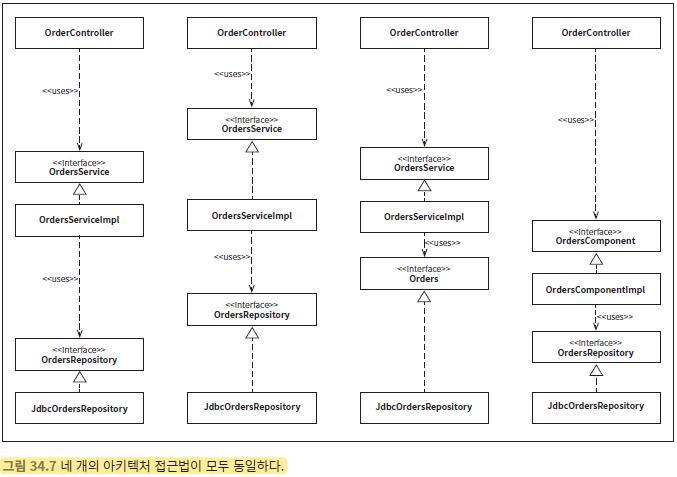 OrderController
<<uses>>
<<Interface>>
OrdersService
OrdersServiceImpl
<<uses>>
<<Interface>>
OrdersRepository
JdbcOrdersRepository
OrderController
<<uses>>
<<Interface>>
OrdersService
OrdersServiceImpl
<<uses>>
<<Interface>>
OrdersRepository
JdbcOrdersRepository
OrderController
<<uses>>
<<Interface>>
OrdersService
OrdersServiceImpl
<<uses>>
<<Interface>>
Orders
JdbcOrdersRepository
OrderController
<<uses>>
<<Interface>>
OrdersComponent
OrdersComponentImpl
<<uses>>
<<Interface>>
OrdersRepository
JdbcOrdersRepository
그림 34.7 네 개의 아키텍처 접근법이 모두 동일하다.